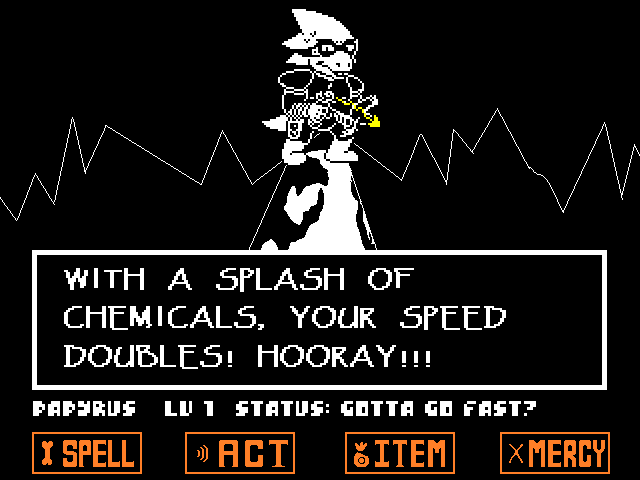 WITH A SPLASH OF
CHEMICALS, YOUR SPEED
DOUBLES! HOORAY!!!
PAPYRUS LV 1 STATUS: GOTTA GO FAST?
SPELL ACT ITEM MERCY